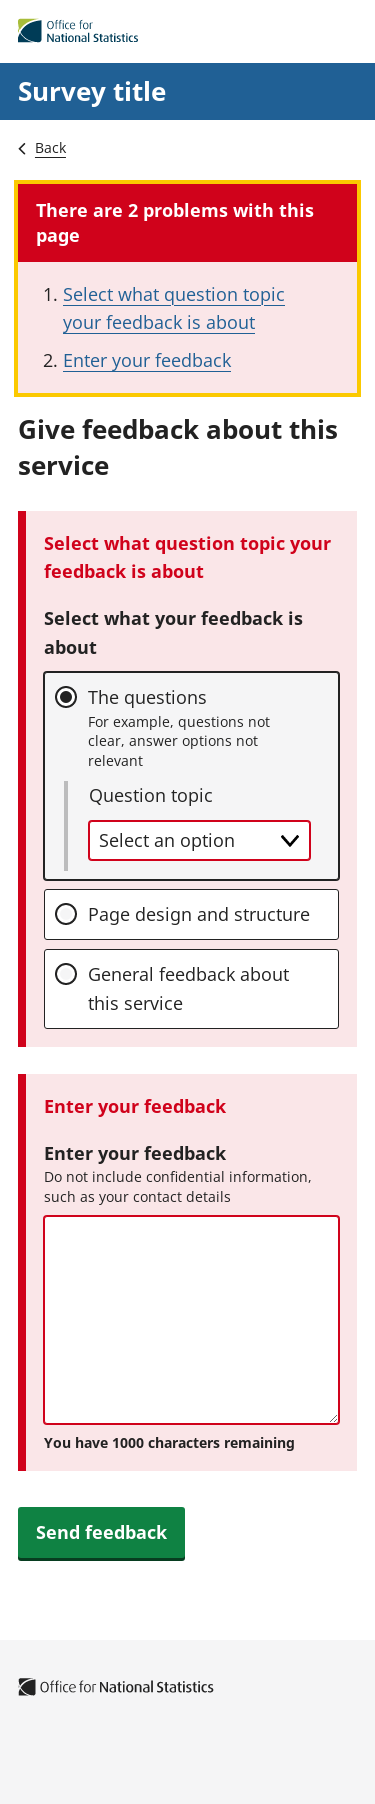 Office for
National Statistics
Survey title
Back
There are 2 problems with this
page
1. Select what question topic
your feedback is about
2. Enter your feedback
Give feedback about this
service
Select what question topic your
feedback is about
Select what your feedback is
about
The questions
For example, questions not
clear, answer options not
relevant
Question topic
Select an option
Page design and structure
General feedback about
this service
Enter your feedback
Enter your feedback
Do not include confidential information,
such as your contact details
You have 1000 characters remaining
Send feedback
Office for National Statistics